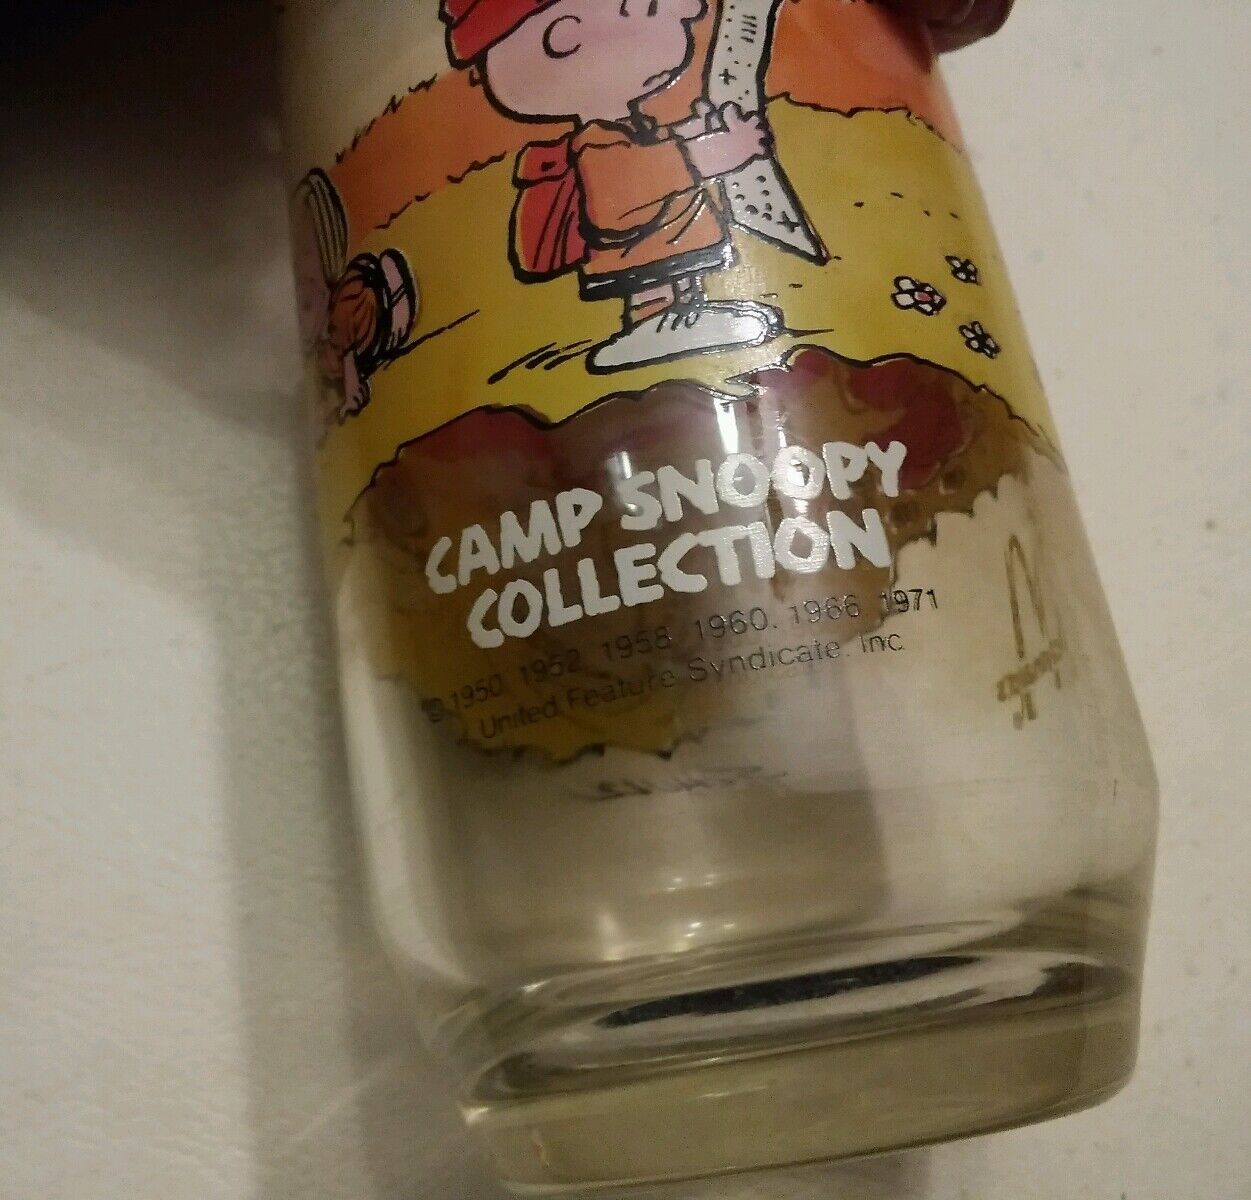 CAMP SNOOPY
COLLECTION
© 1950. 1952. 1958. 1960. 1966. 1971
United Feature Syndicate. Inc.